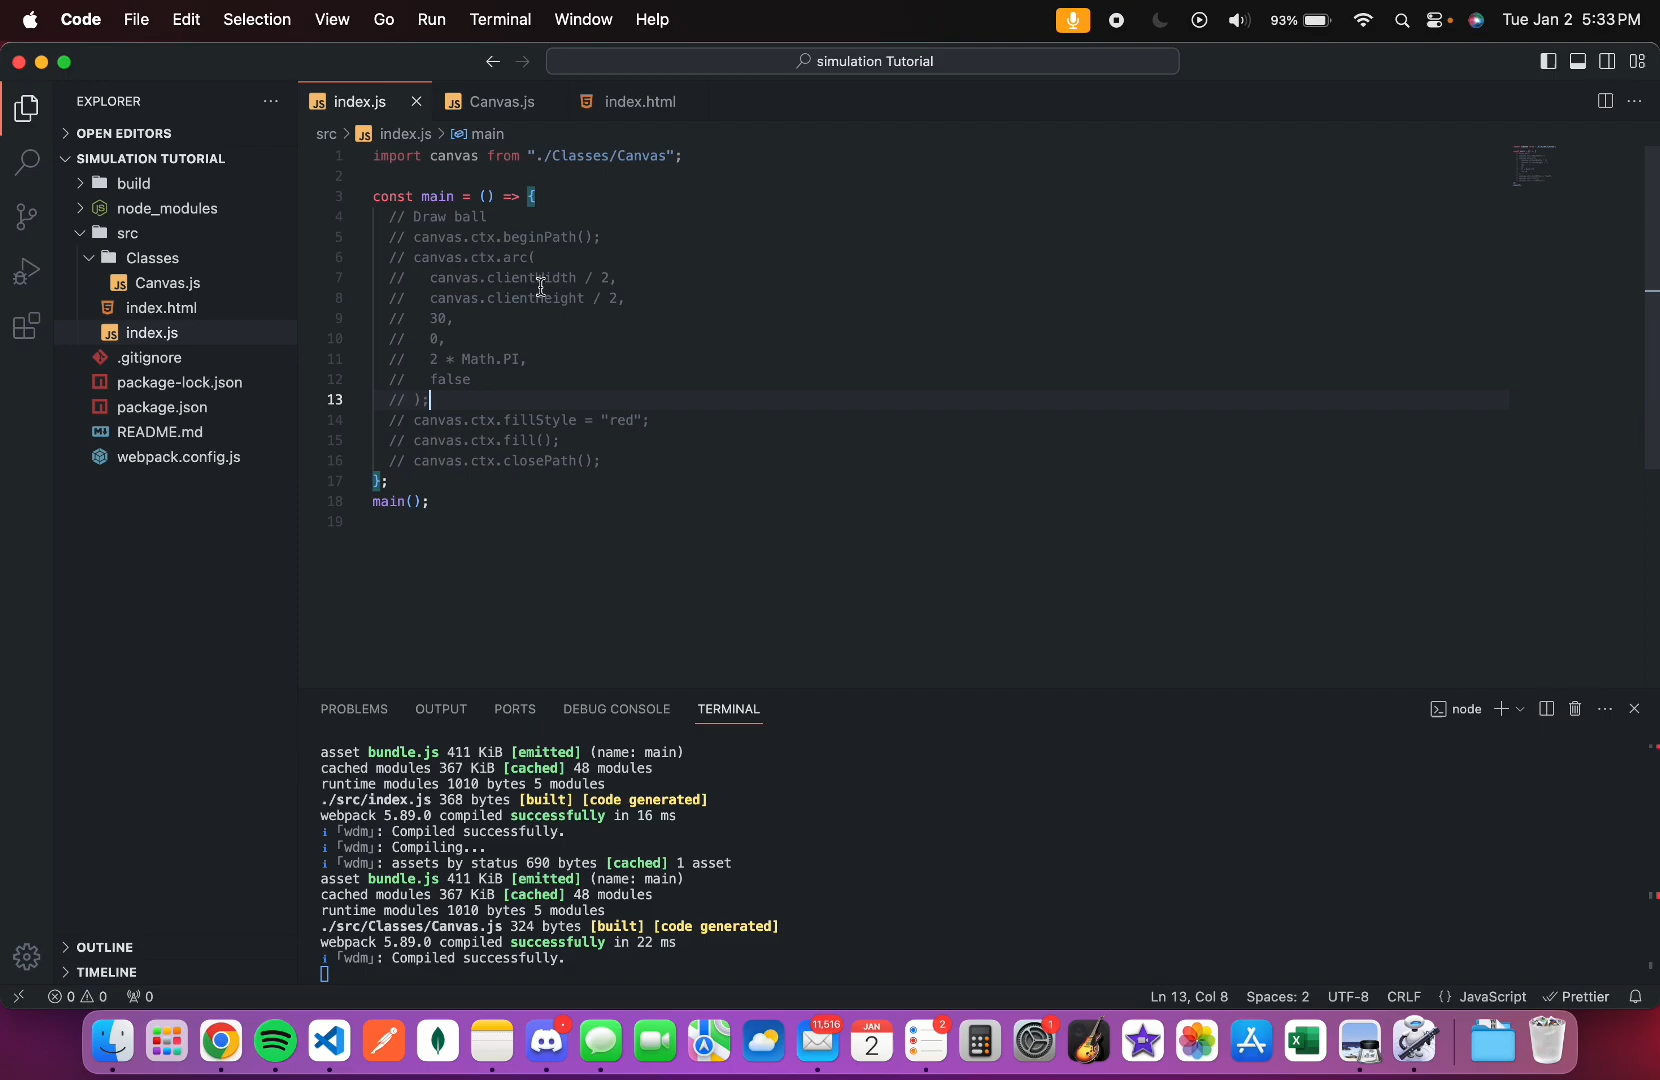 Code File Edit Selection View Go Run Terminal Window Help 93% Tue Jan 2 5:33 PM
simulation Tutorial
EXPLORER
OPEN EDITORS
SIMULATION TUTORIAL
build
node_modules
src
Classes
Canvas.js
index.html
index.js
.gitignore
package-lock.json
package.json
README.md
webpack.config.js
OUTLINE
TIMELINE
JS index.js JS Canvas.js index.html
src > JS index.js > main
1 import canvas from "./Classes/Canvas";
2
3 const main = () => {
4 // Draw ball
5 // canvas.ctx.beginPath();
6 // canvas.ctx.arc(
7 // canvas.clientWidth / 2,
8 // canvas.clientHeight / 2,
9 // 30,
10 // 0,
11 // 2 * Math.PI,
12 // false
13 // );
14 // canvas.ctx.fillStyle = "red";
15 // canvas.ctx.fill();
16 // canvas.ctx.closePath();
17 };
18 main();
19
PROBLEMS OUTPUT PORTS DEBUG CONSOLE TERMINAL node
asset bundle.js 411 KiB [emitted] (name: main)
cached modules 367 KiB [cached] 48 modules
runtime modules 1010 bytes 5 modules
./src/index.js 368 bytes [built] [code generated]
webpack 5.89.0 compiled successfully in 16 ms
i ｢wdm｣: Compiled successfully.
i ｢wdm｣: Compiling...
i ｢wdm｣: assets by status 690 bytes [cached] 1 asset
asset bundle.js 411 KiB [emitted] (name: main)
cached modules 367 KiB [cached] 48 modules
runtime modules 1010 bytes 5 modules
./src/Classes/Canvas.js 324 bytes [built] [code generated]
webpack 5.89.0 compiled successfully in 22 ms
i ｢wdm｣: Compiled successfully.
0 0 0 Ln 13, Col 8 Spaces: 2 UTF-8 CRLF {} JavaScript Prettier
11,516 JAN 2 2 1